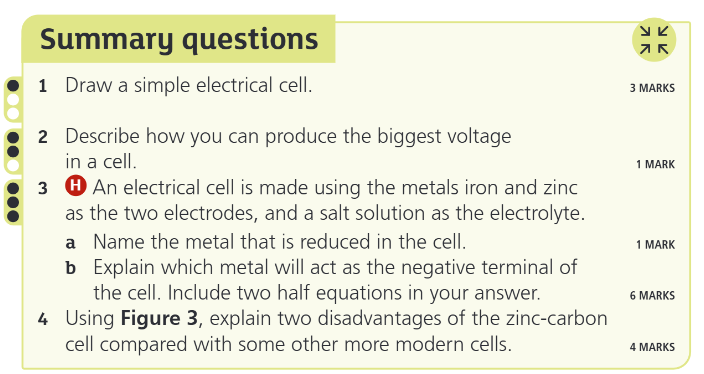 Summary questions
1 Draw a simple electrical cell. 3 MARKS
2 Describe how you can produce the biggest voltage
in a cell. 1 MARK
3 H An electrical cell is made using the metals iron and zinc
as the two electrodes, and a salt solution as the electrolyte.
a Name the metal that is reduced in the cell. 1 MARK
b Explain which metal will act as the negative terminal of
the cell. Include two half equations in your answer. 6 MARKS
4 Using Figure 3, explain two disadvantages of the zinc-carbon
cell compared with some other more modern cells. 4 MARKS